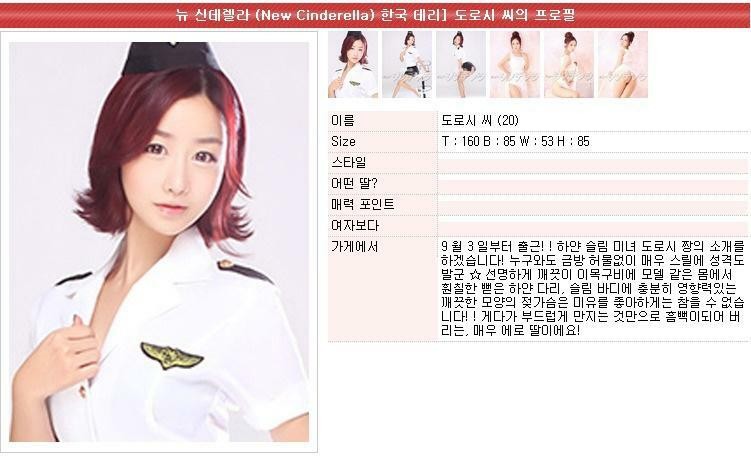 뉴 신데렐라 (New Cinderella) 한국 데리] 도로시 씨의 프로필
이름 도로시 씨 (20)
Size T : 160 B : 85 W : 53 H : 85
스타일
어떤 딸?
매력 포인트
여자보다
가게에서 9 월 3 일부터 출근! ! 하얀 슬림 미녀 도로시 짱의 소개를
하겠습니다! 누구와도 금방 허물없이 매우 스릴에 성격도
발군 ☆ 선명하게 깨끗이 이목구비에 모델 같은 몸에서
훤칠한 뻗은 하얀 다리, 슬림 바디에 충분히 영향력있는
깨끗한 모양의 젖가슴은 미유를 좋아하게는 참을 수 없습
니다! ! 게다가 부드럽게 만지는 것만으로 흠뻑이되어 버
리는, 매우 에로 딸이에요!